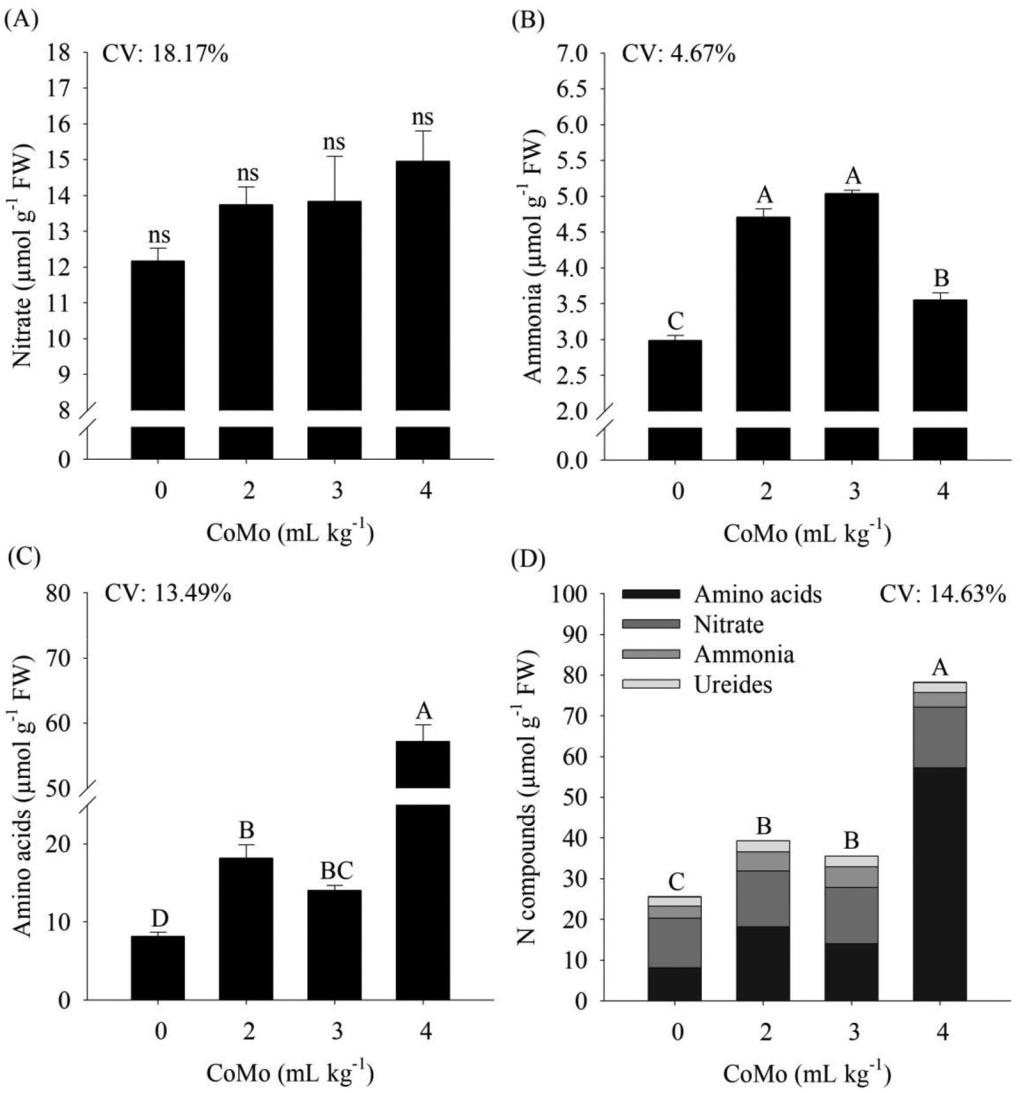 (A)
CV: 18.17%
Nitrate (µmol g⁻¹ FW)
18
17
16
15
14
13
12
11
10
9
8
0
ns
ns
ns
ns
0 2 3 4
CoMo (mL kg⁻¹)
(B)
CV: 4.67%
Ammonia (µmol g⁻¹ FW)
7.0
6.5
6.0
5.5
5.0
4.5
4.0
3.5
3.0
2.5
2.0
0.0
C
A
A
B
0 2 3 4
CoMo (mL kg⁻¹)
(C)
CV: 13.49%
Amino acids (µmol g⁻¹ FW)
80
70
60
50
20
10
0
D
B
BC
A
0 2 3 4
CoMo (mL kg⁻¹)
(D)
CV: 14.63%
Amino acids
Nitrate
Ammonia
Ureides
N compounds (µmol g⁻¹ FW)
100
90
80
70
60
50
40
30
20
10
0
C
B
B
A
0 2 3 4
CoMo (mL kg⁻¹)